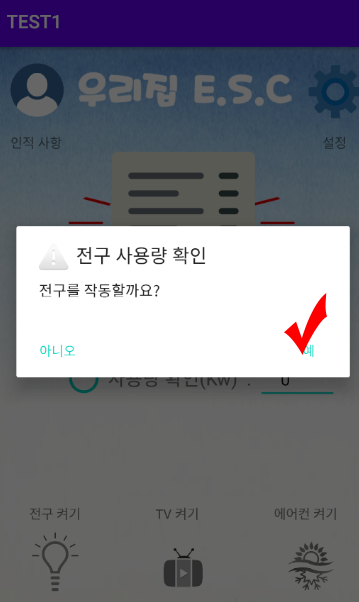 TEST1
우리집 E.S.C
인적 사항
설정
전구 사용량 확인
전구를 작동할까요?
아니오
예
사용량 확인(Kw) : 0
전구 켜기
TV 켜기
에어컨 켜기